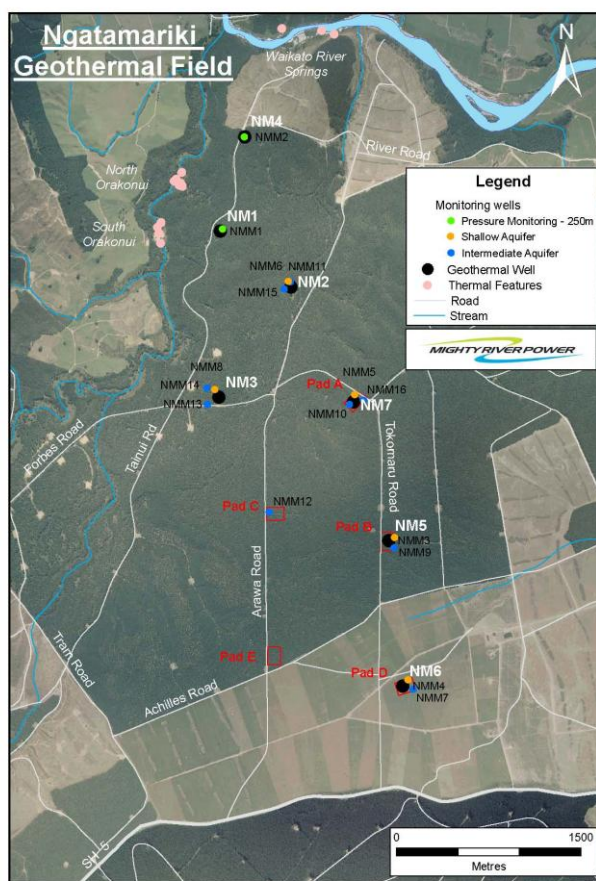 Ngatamariki
Geothermal Field
Waikato River
Springs
N
NM4
NMM2
River Road
North
Orakonui
South
Orakonui
NM1
NMM1
NMM6
NMM11
NMM15
NM2
Legend
Monitoring wells
Pressure Monitoring - 250m
Shallow Aquifer
Intermediate Aquifer
Geothermal Well
Thermal Features
Road
Stream
MIGHTY RIVER POWER
NMM8
NMM14
NM3
NMM13
NMM5
Pad A
NMM16
NM7
NMM10
Forbes Road
Tainui Rd
Tokomaru Road
Pad C
NMM12
Pad B
NM5
NMM3
NMM9
Arawa Road
Pad E
Tram Road
Achilles Road
Pad D
NM6
NMM4
NMM7
SH 5
0
1500
Metres